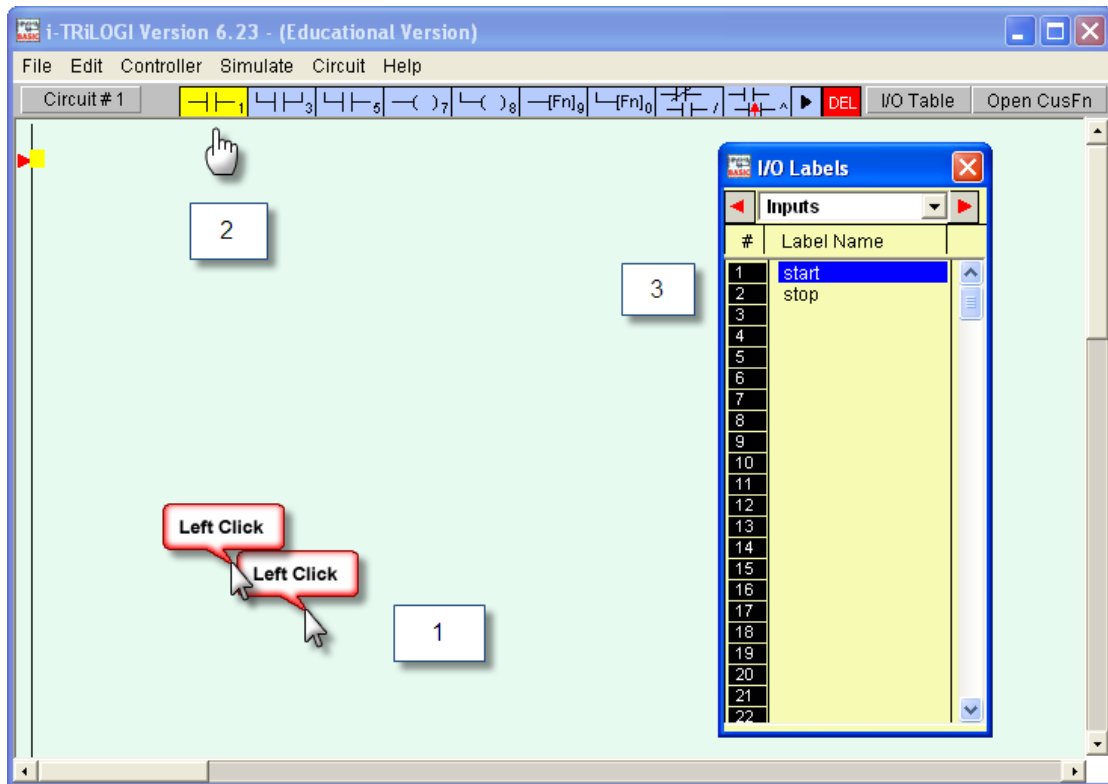 i-TRiLOGI Version 6.23 - (Educational Version)
File Edit Controller Simulate Circuit Help
Circuit # 1 1 3 5 ( )7 ( )8 [Fn]9 [Fn]0 / ^ DEL I/O Table Open CusFn
BASIC I/O Labels
2
Inputs
# Label Name
3
1 start
2 stop
3
4
5
6
7
8
9
10
11
12
13
14
15
16
17
18
19
20
21
22
Left Click
Left Click
1